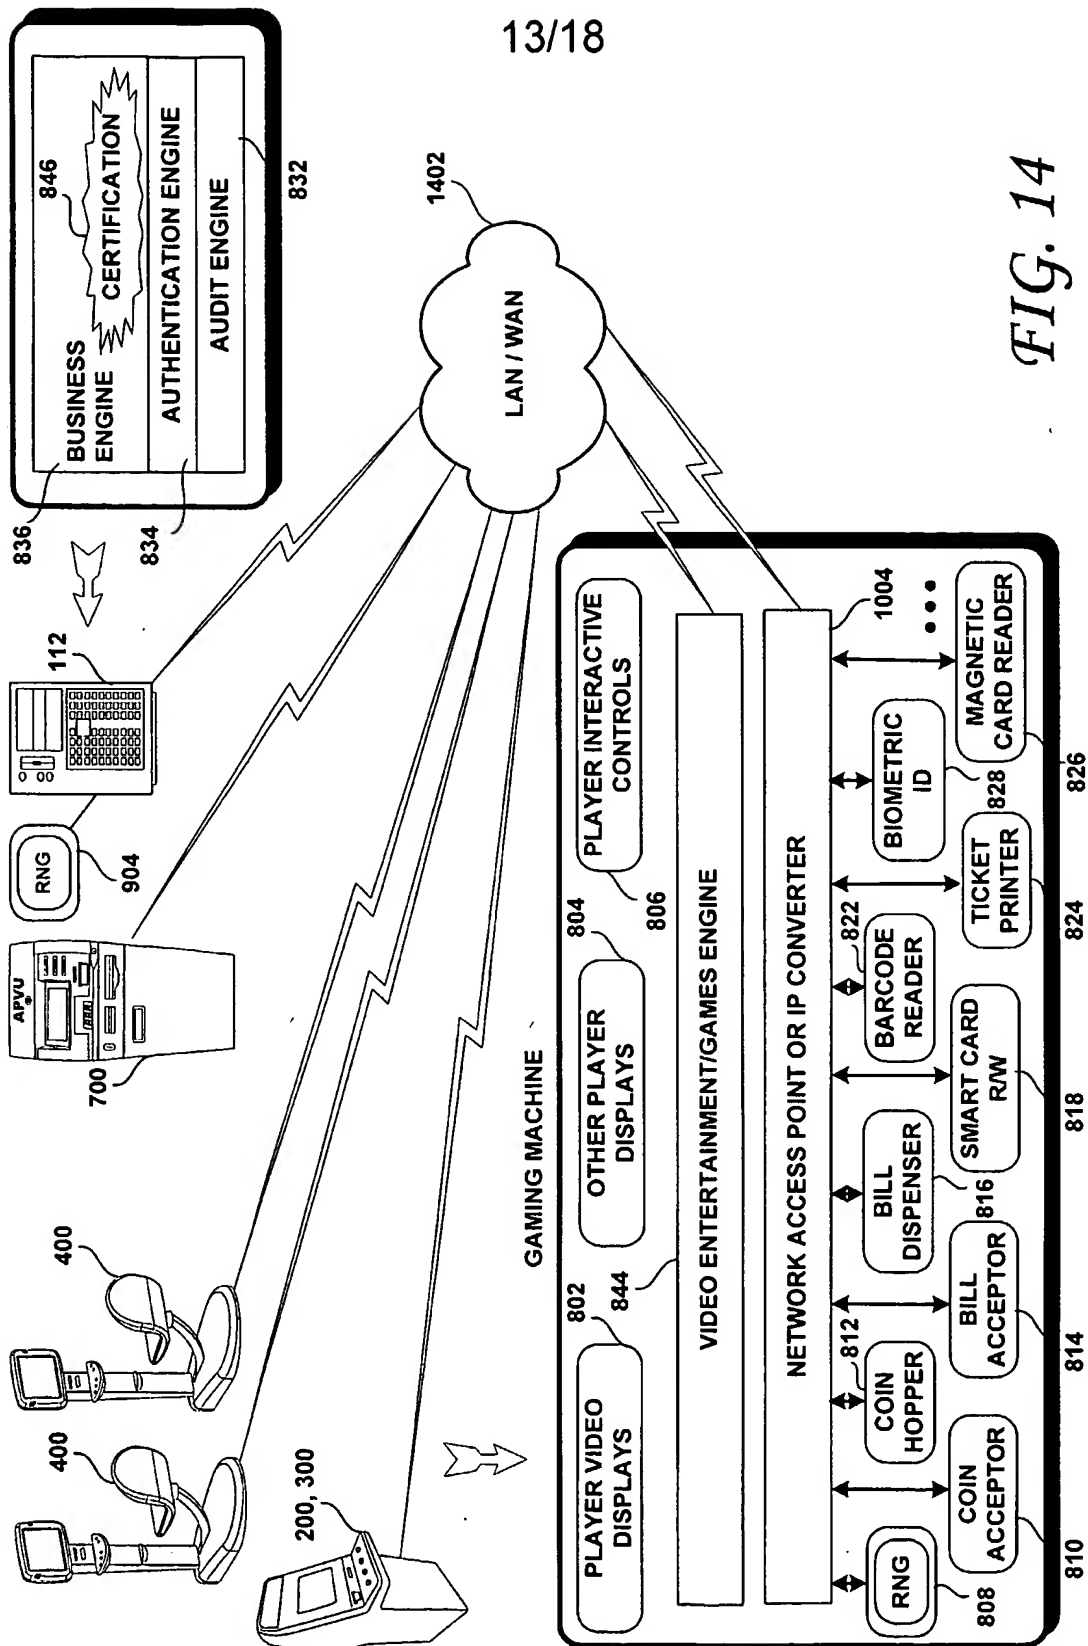 13/18
836
BUSINESS
ENGINE
846
CERTIFICATION
834
AUTHENTICATION ENGINE
AUDIT ENGINE
832
112
RNG
904
APVU
700
400
400
200, 300
1402
LAN / WAN
GAMING MACHINE
PLAYER VIDEO
DISPLAYS
802
OTHER PLAYER
DISPLAYS
804
PLAYER INTERACTIVE
CONTROLS
806
844
VIDEO ENTERTAINMENT/GAMES ENGINE
NETWORK ACCESS POINT OR IP CONVERTER
1004
RNG
808
COIN
ACCEPTOR
810
812
COIN
HOPPER
BILL
ACCEPTOR
814
BILL
DISPENSER
816
SMART CARD
R/W
818
822
BARCODE
READER
TICKET
PRINTER
824
BIOMETRIC
ID
828
MAGNETIC
CARD READER
826
FIG. 14